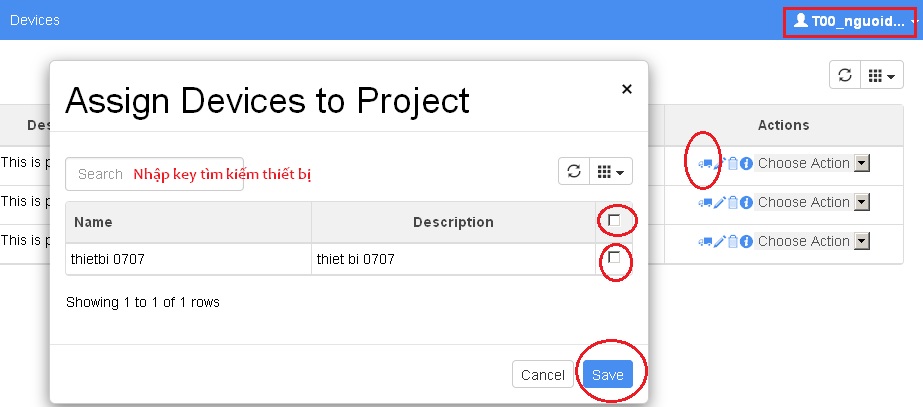 Devices
T00_nguoid...
Assign Devices to Project
×
Des
Actions
Search
Nhập key tìm kiếm thiết bị
This is p
Choose Action
Name
Description
This is p
Choose Action
thietbi 0707
thiet bi 0707
This is p
Choose Action
Showing 1 to 1 of 1 rows
Cancel
Save